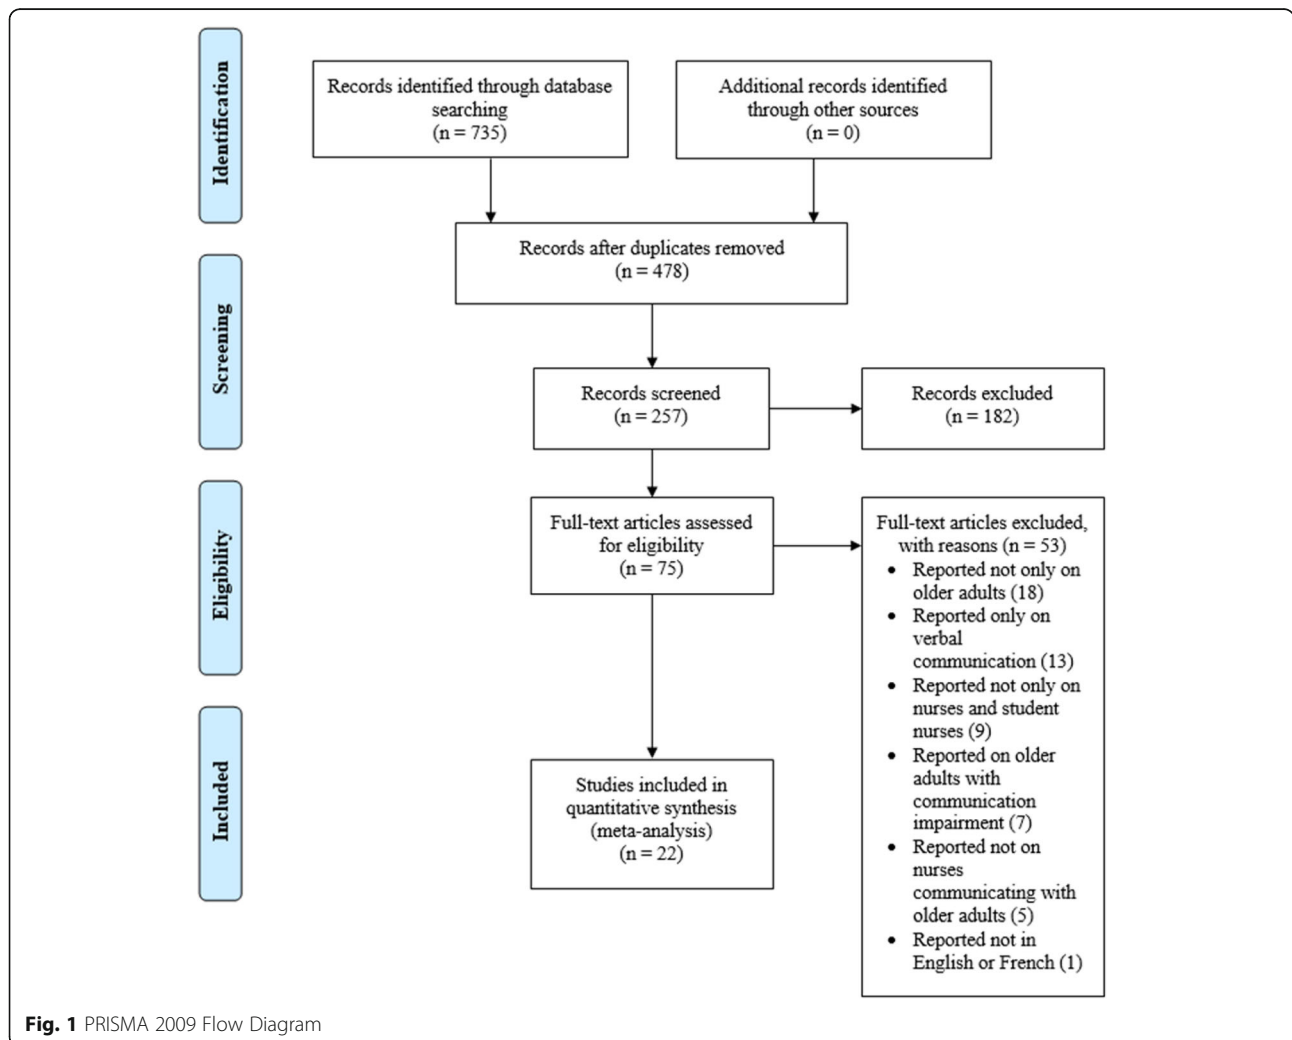 Identification
Records identified through database
searching
(n = 735)
Additional records identified
through other sources
(n = 0)
Records after duplicates removed
(n = 478)
Screening
Records screened
(n = 257)
Records excluded
(n = 182)
Eligibility
Full-text articles assessed
for eligibility
(n = 75)
Full-text articles excluded,
with reasons (n = 53)
• Reported not only on
older adults (18)
• Reported only on
verbal
communication (13)
• Reported not only on
nurses and student
nurses (9)
• Reported on older
adults with
communication
impairment (7)
• Reported not on
nurses
communicating with
older adults (5)
• Reported not in
English or French (1)
Included
Studies included in
quantitative synthesis
(meta-analysis)
(n = 22)
Fig. 1 PRISMA 2009 Flow Diagram